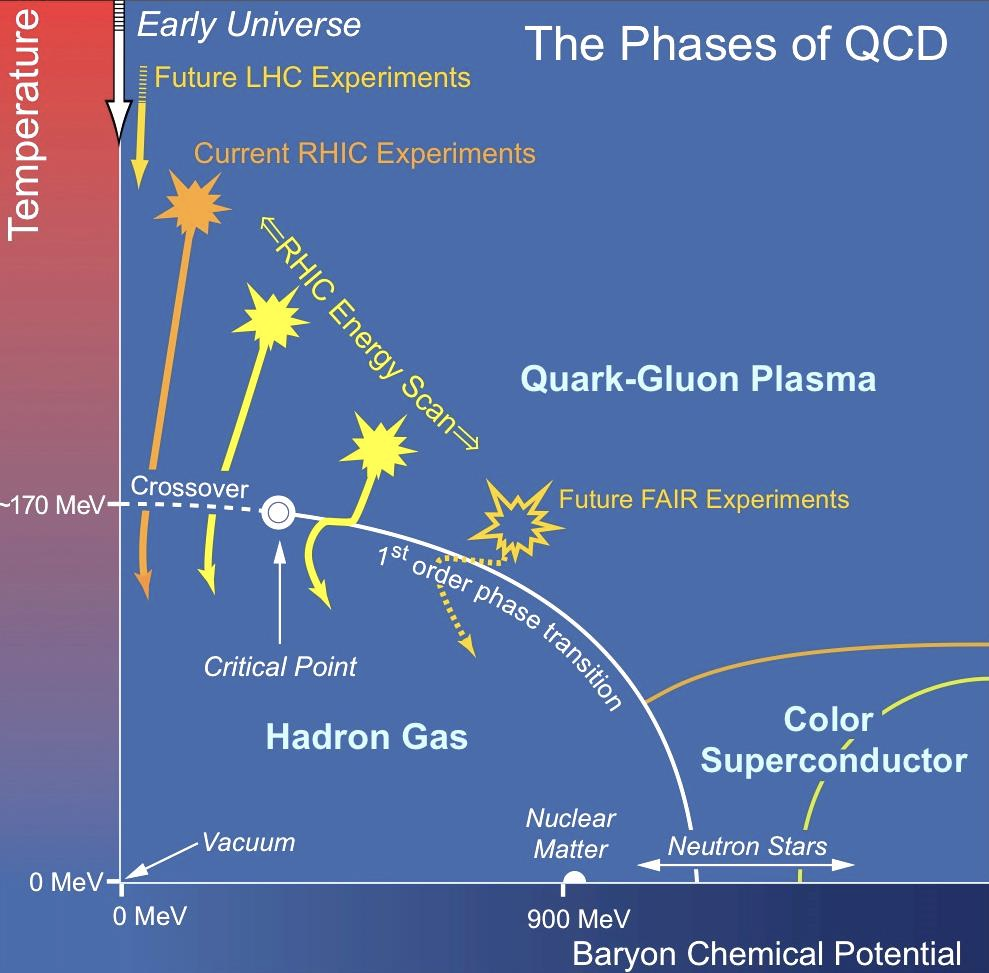 Temperature
Early Universe
The Phases of QCD
Future LHC Experiments
Current RHIC Experiments
⇐RHIC Energy Scan⇒
Quark-Gluon Plasma
Crossover
~170 MeV
Future FAIR Experiments
1st order phase transition
Critical Point
Hadron Gas
Color
Superconductor
Nuclear
Matter
Neutron Stars
Vacuum
0 MeV
0 MeV
900 MeV
Baryon Chemical Potential